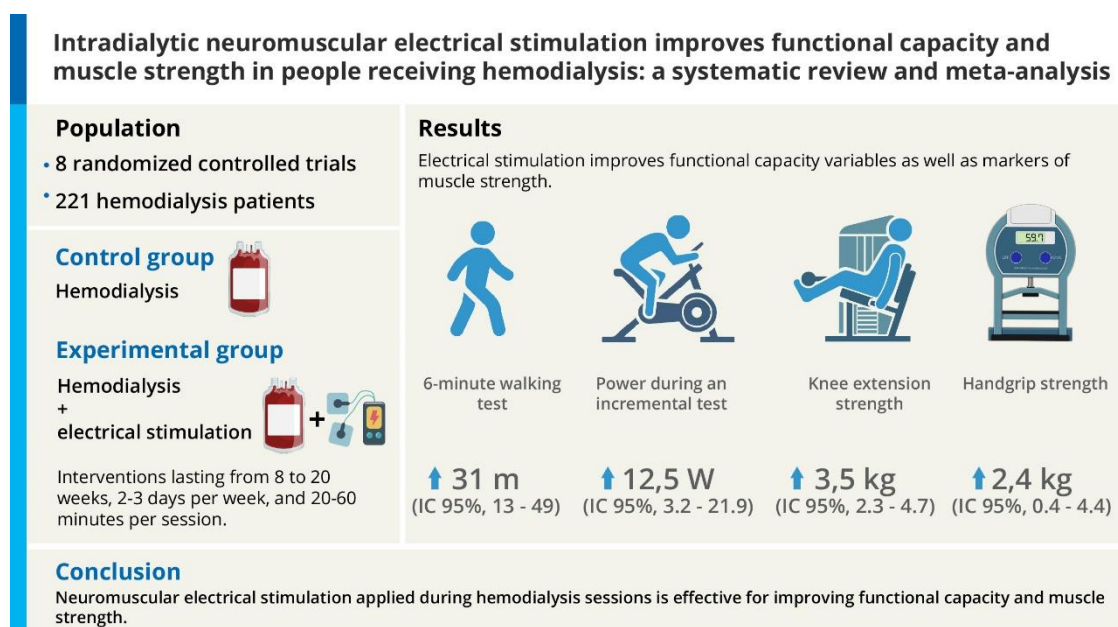 Intradialytic neuromuscular electrical stimulation improves functional capacity and
muscle strength in people receiving hemodialysis: a systematic review and meta-analysis
Population
• 8 randomized controlled trials
• 221 hemodialysis patients
Control group
Hemodialysis
Experimental group
Hemodialysis
+
electrical stimulation
+
Interventions lasting from 8 to 20
weeks, 2-3 days per week, and 20-60
minutes per session.
Results
Electrical stimulation improves functional capacity variables as well as markers of
muscle strength.
59.7
6-minute walking
test
Power during an
incremental test
Knee extension
strength
Handgrip strength
31 m
(IC 95%, 13 - 49)
12,5 W
(IC 95%, 3.2 - 21.9)
3,5 kg
(IC 95%, 2.3 - 4.7)
2,4 kg
(IC 95%, 0.4 - 4.4)
Conclusion
Neuromuscular electrical stimulation applied during hemodialysis sessions is effective for improving functional capacity and muscle
strength.